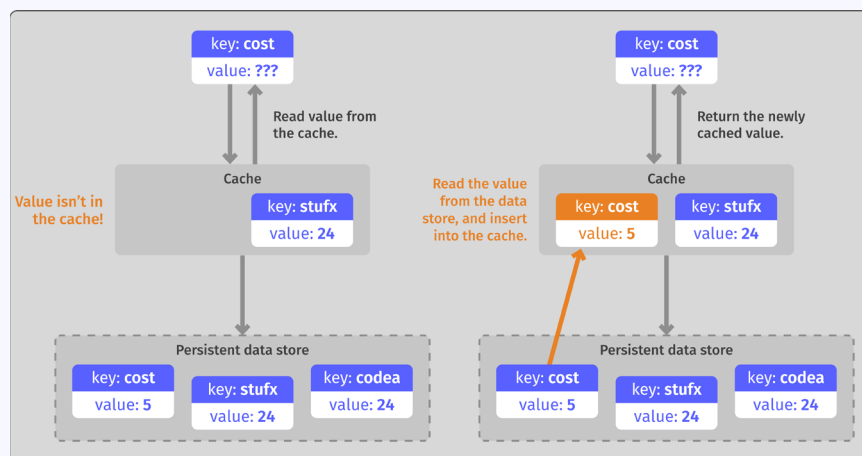 key: cost
value: ???
Read value from
the cache.
Value isn't in
the cache!
Cache
key: stufx
value: 24
Persistent data store
key: cost
value: 5
key: stufx
value: 24
key: codea
value: 24
key: cost
value: ???
Return the newly
cached value.
Read the value
from the data
store, and insert
into the cache.
Cache
key: cost
value: 5
key: stufx
value: 24
Persistent data store
key: cost
value: 5
key: stufx
value: 24
key: codea
value: 24